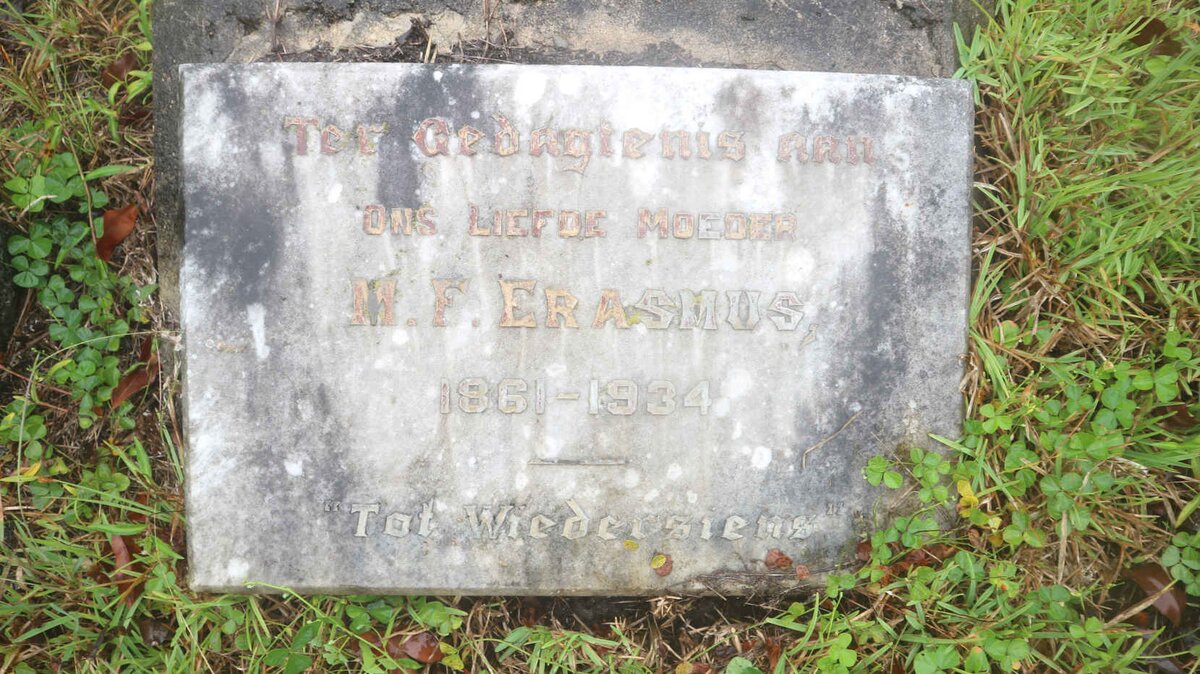 Ter Gedagtenis aan
ONS LIEFDE MOEDER
M. F. ERASMUS,
1861-1934
"Tot Wiedersiens"